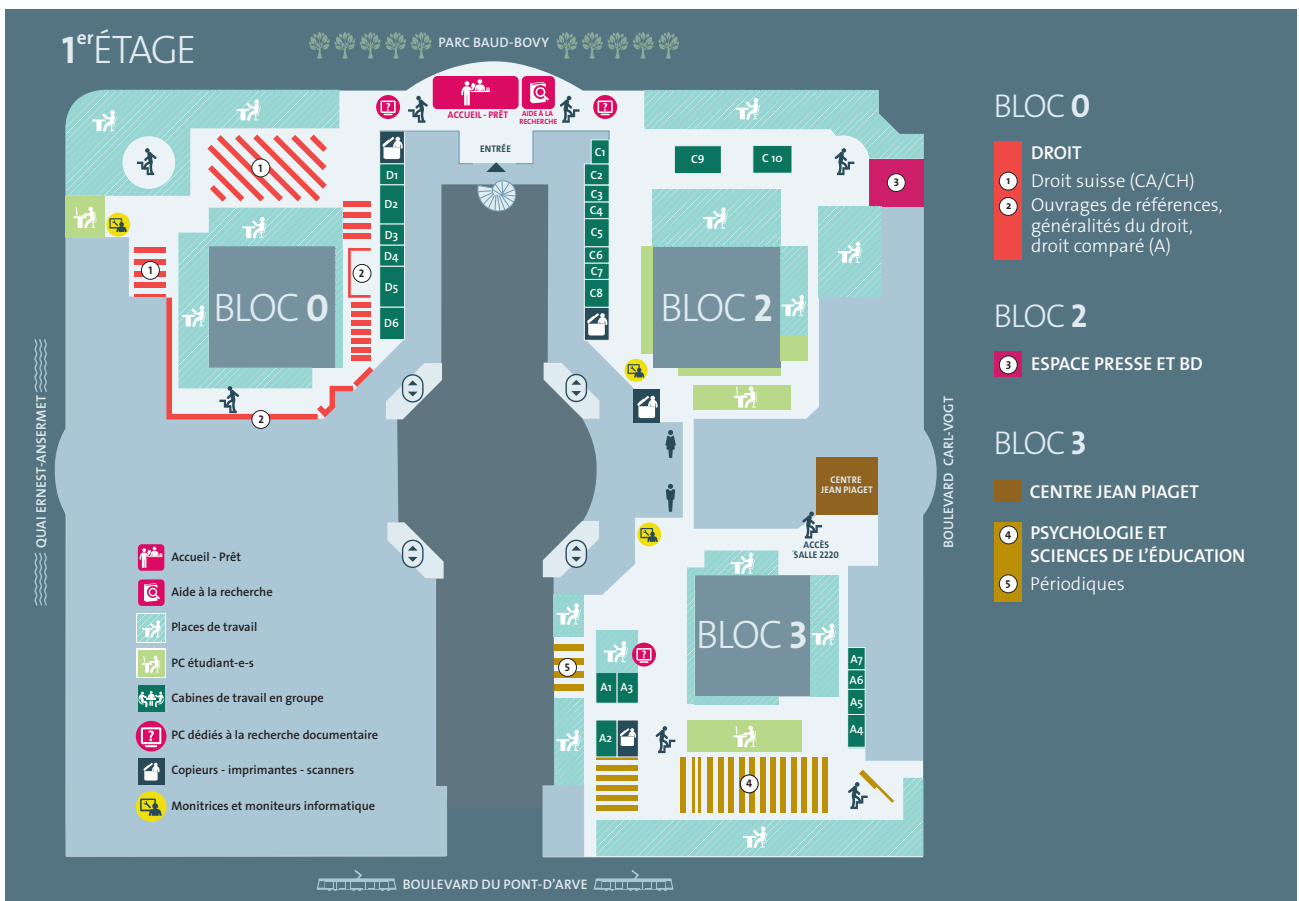 1er ÉTAGE
PARC BAUD-BOVY
ACCUEIL - PRÊT
AIDE À LA
RECHERCHE
ENTRÉE
1
D1
D2
D3
D4
D5
D6
C1
C2
C3
C4
C5
C6
C7
C8
C9
C 10
3
1
2
BLOC 0
BLOC 2
2
QUAI ERNEST-ANSERMET
BOULEVARD CARL-VOGT
CENTRE
JEAN PIAGET
ACCÈS
SALLE 2220
BLOC 3
5
A1
A3
A2
A7
A6
A5
A4
4
Accueil - Prêt
Aide à la recherche
Places de travail
PC étudiant-e-s
Cabines de travail en groupe
?
PC dédiés à la recherche documentaire
Copieurs - imprimantes - scanners
Monitrices et moniteurs informatique
BOULEVARD DU PONT-D'ARVE
BLOC 0
DROIT
1 Droit suisse (CA/CH)
2 Ouvrages de références,
généralités du droit,
droit comparé (A)
BLOC 2
3 ESPACE PRESSE ET BD
BLOC 3
CENTRE JEAN PIAGET
4 PSYCHOLOGIE ET
SCIENCES DE L'ÉDUCATION
5 Périodiques